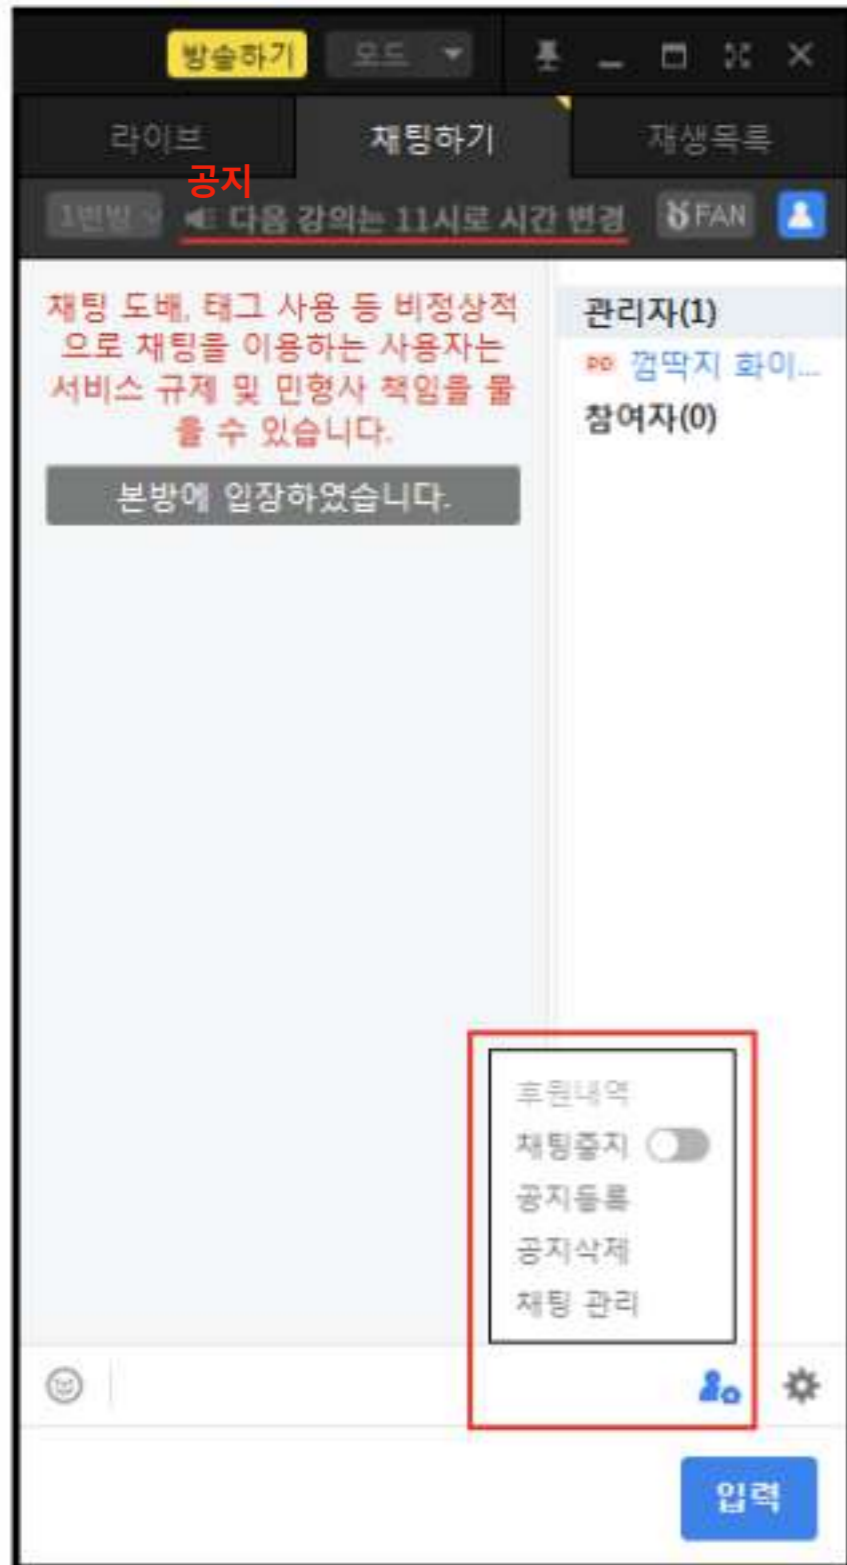 방송하기 모드
라이브 채팅하기 재생목록
공지
1번방 다음 강의는 11시로 시간 변경 FAN
채팅 도배, 태그 사용 등 비정상적
으로 채팅을 이용하는 사용자는
서비스 규제 및 민형사 책임을 물
을 수 있습니다.
본방에 입장하였습니다.
관리자(1)
PD 껌딱지 화이...
참여자(0)
후원내역
채팅중지
공지등록
공지삭제
채팅 관리
입력